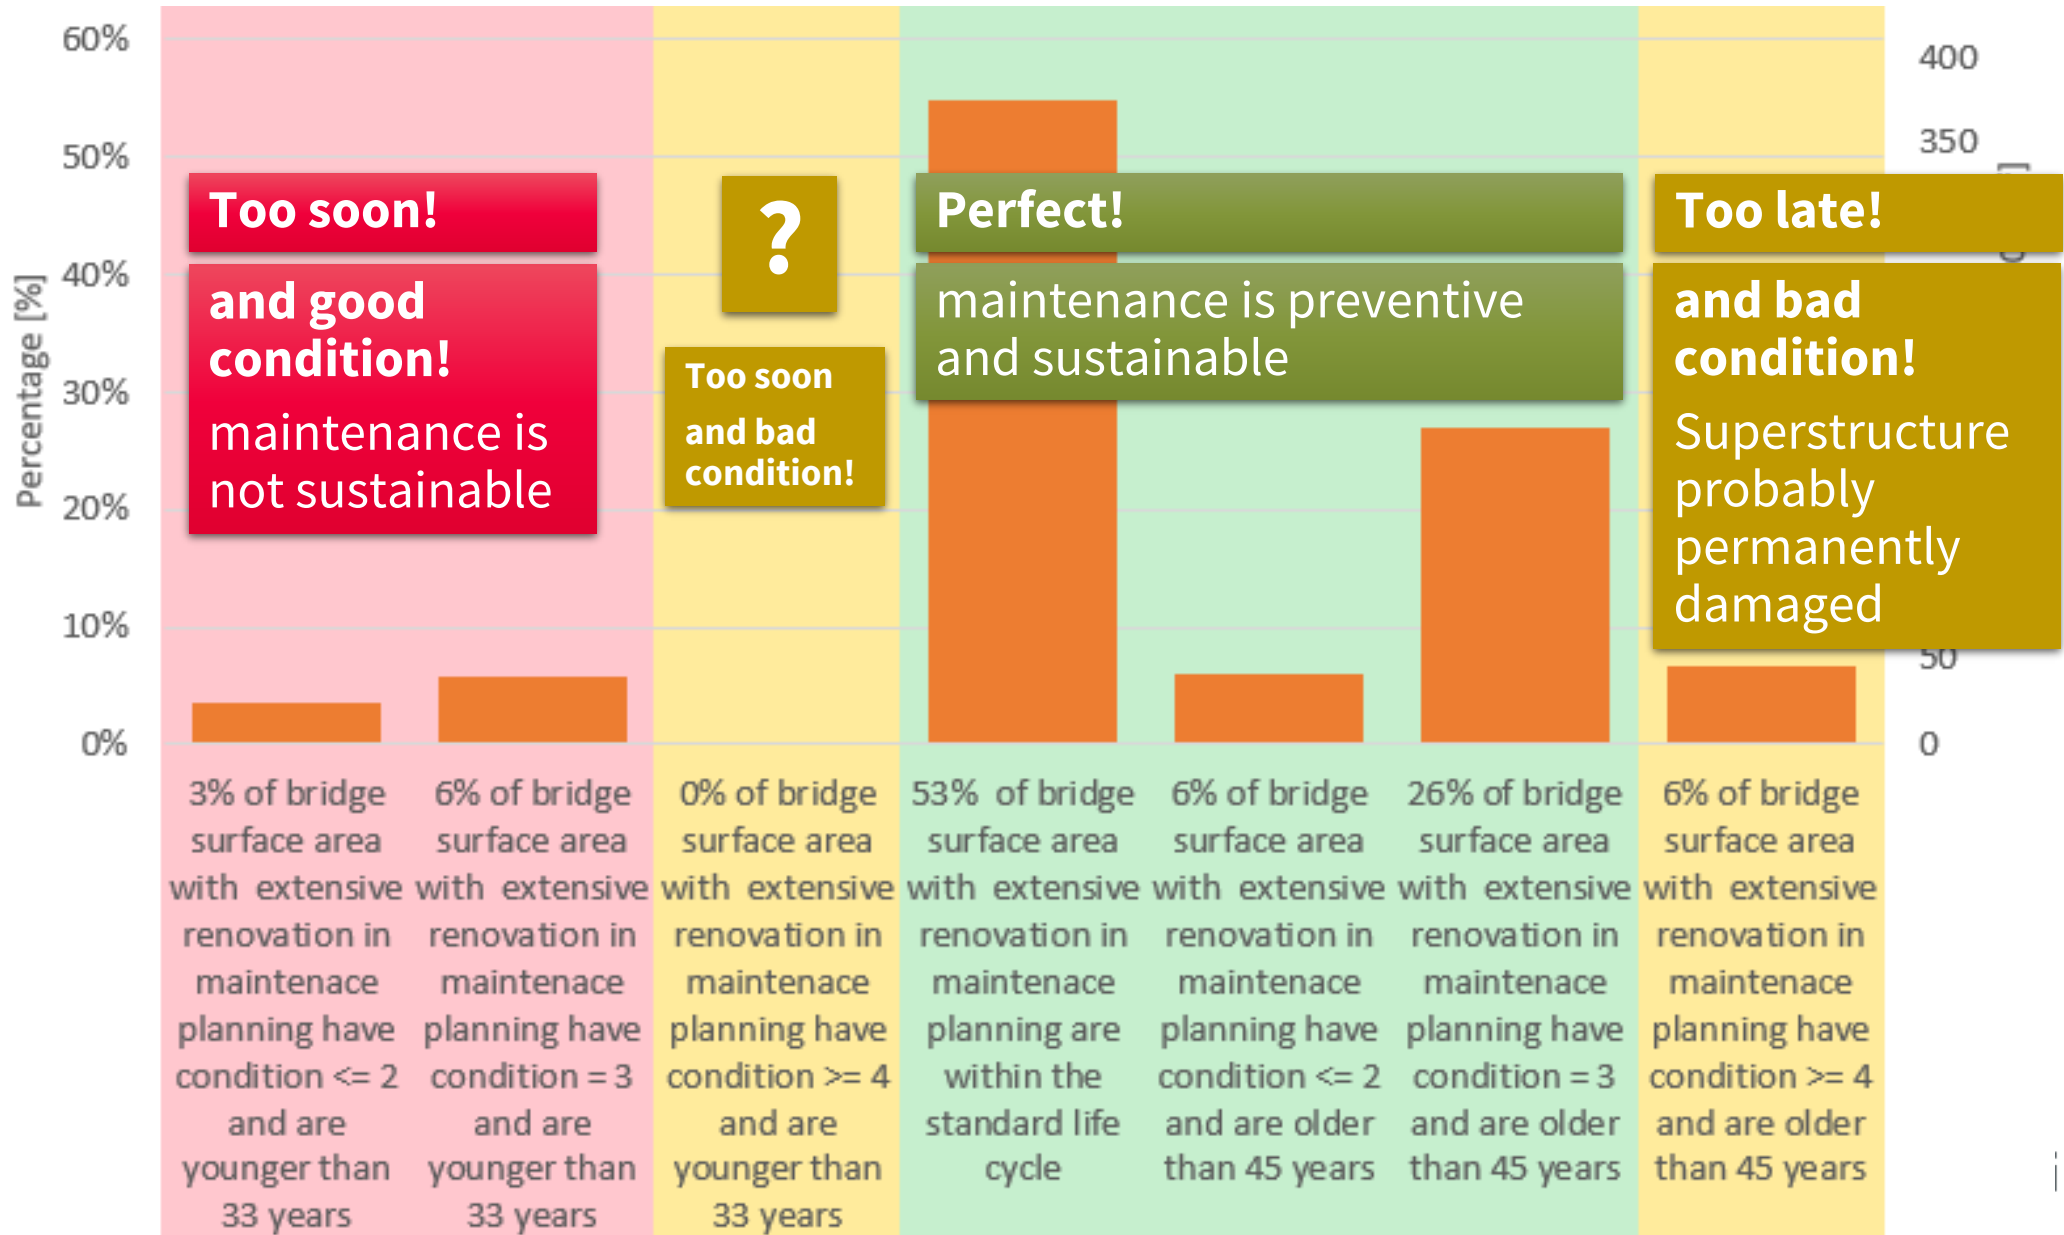 60%
50%
40%
30%
20%
10%
0%
Percentage [%]
400
350
50
0
Too soon!
and good
condition!
maintenance is
not sustainable
?
Too soon
and bad
condition!
Perfect!
maintenance is preventive
and sustainable
Too late!
and bad
condition!
Superstructure
probably
permanently
damaged
3% of bridge
surface area
with extensive
renovation in
maintenace
planning have
condition <= 2
and are
younger than
33 years
6% of bridge
surface area
with extensive
renovation in
maintenace
planning have
condition = 3
and are
younger than
33 years
0% of bridge
surface area
with extensive
renovation in
maintenace
planning have
condition >= 4
and are
younger than
33 years
53% of bridge
surface area
with extensive
renovation in
maintenace
planning are
within the
standard life
cycle
6% of bridge
surface area
with extensive
renovation in
maintenace
planning have
condition <= 2
and are older
than 45 years
26% of bridge
surface area
with extensive
renovation in
maintenace
planning have
condition = 3
and are older
than 45 years
6% of bridge
surface area
with extensive
renovation in
maintenace
planning have
condition >= 4
and are older
than 45 years